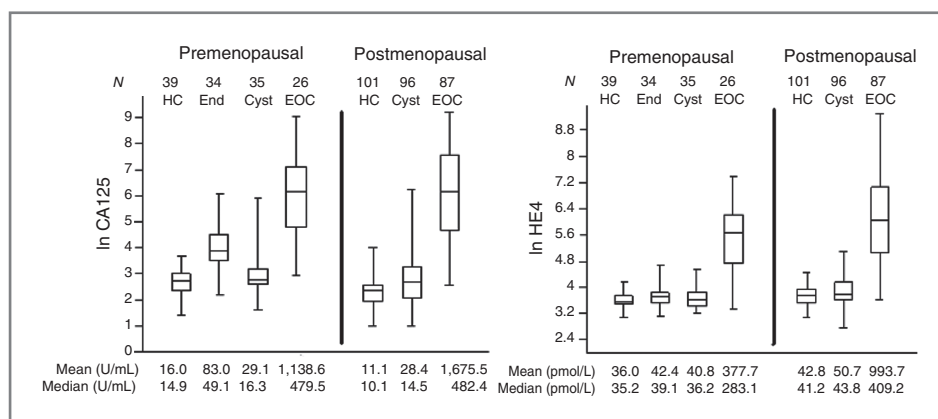 Premenopausal Postmenopausal
N 39 34 35 26 101 96 87
HC End Cyst EOC HC Cyst EOC
9
8
7
6
5
4
3
2
1
0
ln CA125
Mean (U/mL) 16.0 83.0 29.1 1,138.6 11.1 28.4 1,675.5
Median (U/mL) 14.9 49.1 16.3 479.5 10.1 14.5 482.4
Premenopausal Postmenopausal
N 39 34 35 26 101 96 87
HC End Cyst EOC HC Cyst EOC
8.8
8
7.2
6.4
5.6
4.8
4
3.2
2.4
ln HE4
Mean (pmol/L) 36.0 42.4 40.8 377.7 42.8 50.7 993.7
Median (pmol/L) 35.2 39.1 36.2 283.1 41.2 43.8 409.2